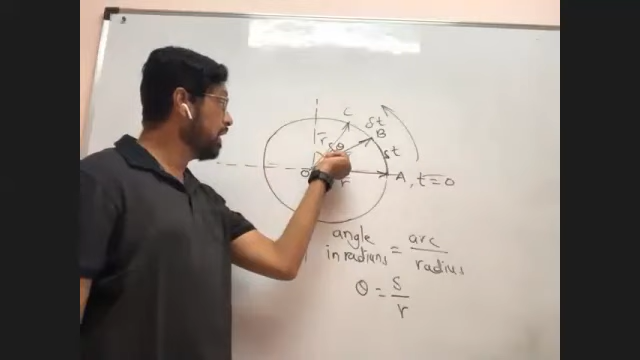 C
δt
B
r̅
δθ
δt
O
r
A, t=0
angle in radians = arc / radius
θ = S / r